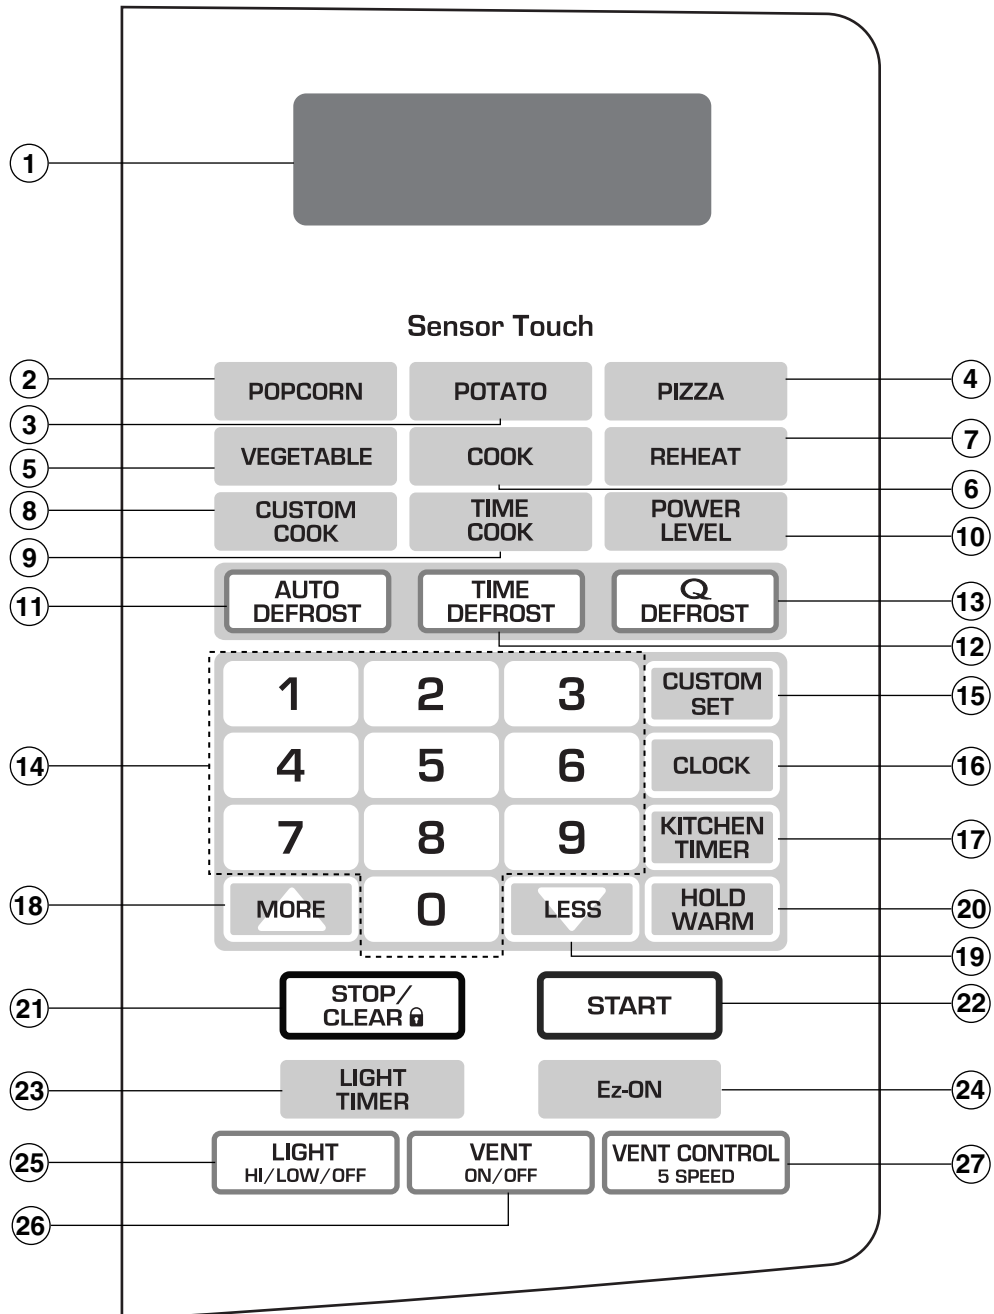 1
Sensor Touch
2 POPCORN POTATO PIZZA 4
3
5 VEGETABLE COOK REHEAT 7
6
8 CUSTOM COOK TIME COOK POWER LEVEL 10
9
11 AUTO DEFROST TIME DEFROST Q DEFROST 13
12
1 2 3 CUSTOM SET 15
14 4 5 6 CLOCK 16
7 8 9 KITCHEN TIMER 17
18 MORE 0 LESS HOLD WARM 20
19
21 STOP/ CLEAR START 22
23 LIGHT TIMER Ez-ON 24
25 LIGHT HI/LOW/OFF VENT ON/OFF VENT CONTROL 5 SPEED 27
26